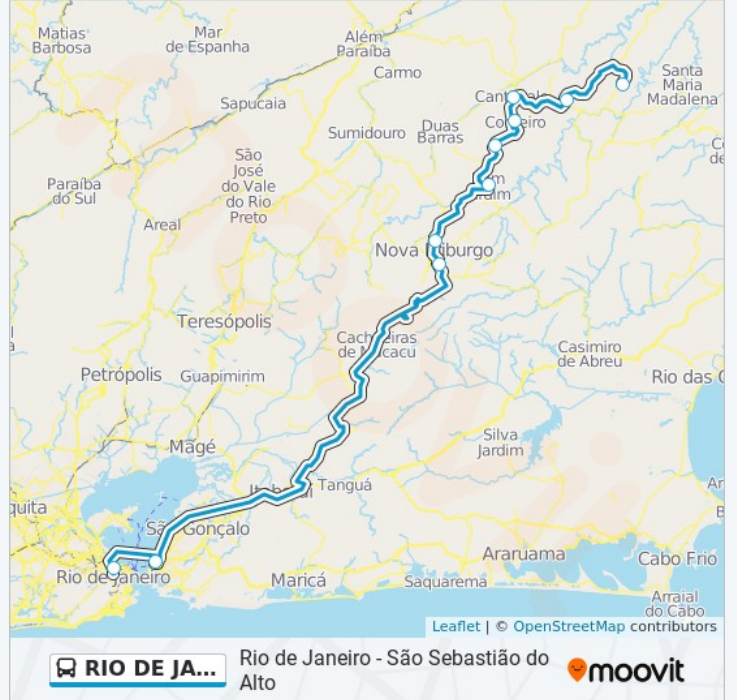 Matias
Barbosa
Mar
de Espanha
Além
Paraíba
Carmo
Santa
Maria
Madalena
Sapucaia
Sumidouro
Duas
Barras
São
José
do Vale
do Rio
Preto
Paraíba
do Sul
Areal
Teresópolis
Casimiro
de Abreu
Petrópolis
Guapimirim
Rio das
Silva
Jardim
Magé
Tanguá
São Gonçalo
Araruama
Cabo Frio
Rio de Janeiro
Maricá
Saquarema
Arraial
do Cabo
Leaflet | © OpenStreetMap contributors
RIO DE JA...
Rio de Janeiro - São Sebastião do
Alto
moovit